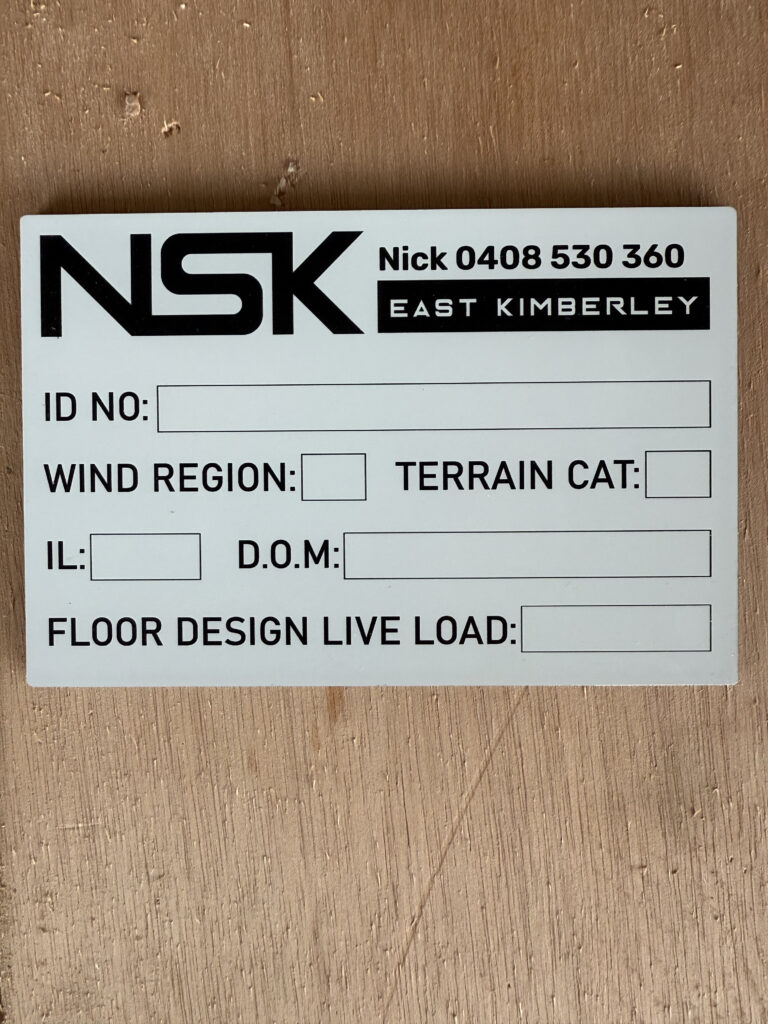 NSK
Nick 0408 530 360
EAST KIMBERLEY
ID NO:
WIND REGION: TERRAIN CAT:
IL: D.O.M:
FLOOR DESIGN LIVE LOAD: